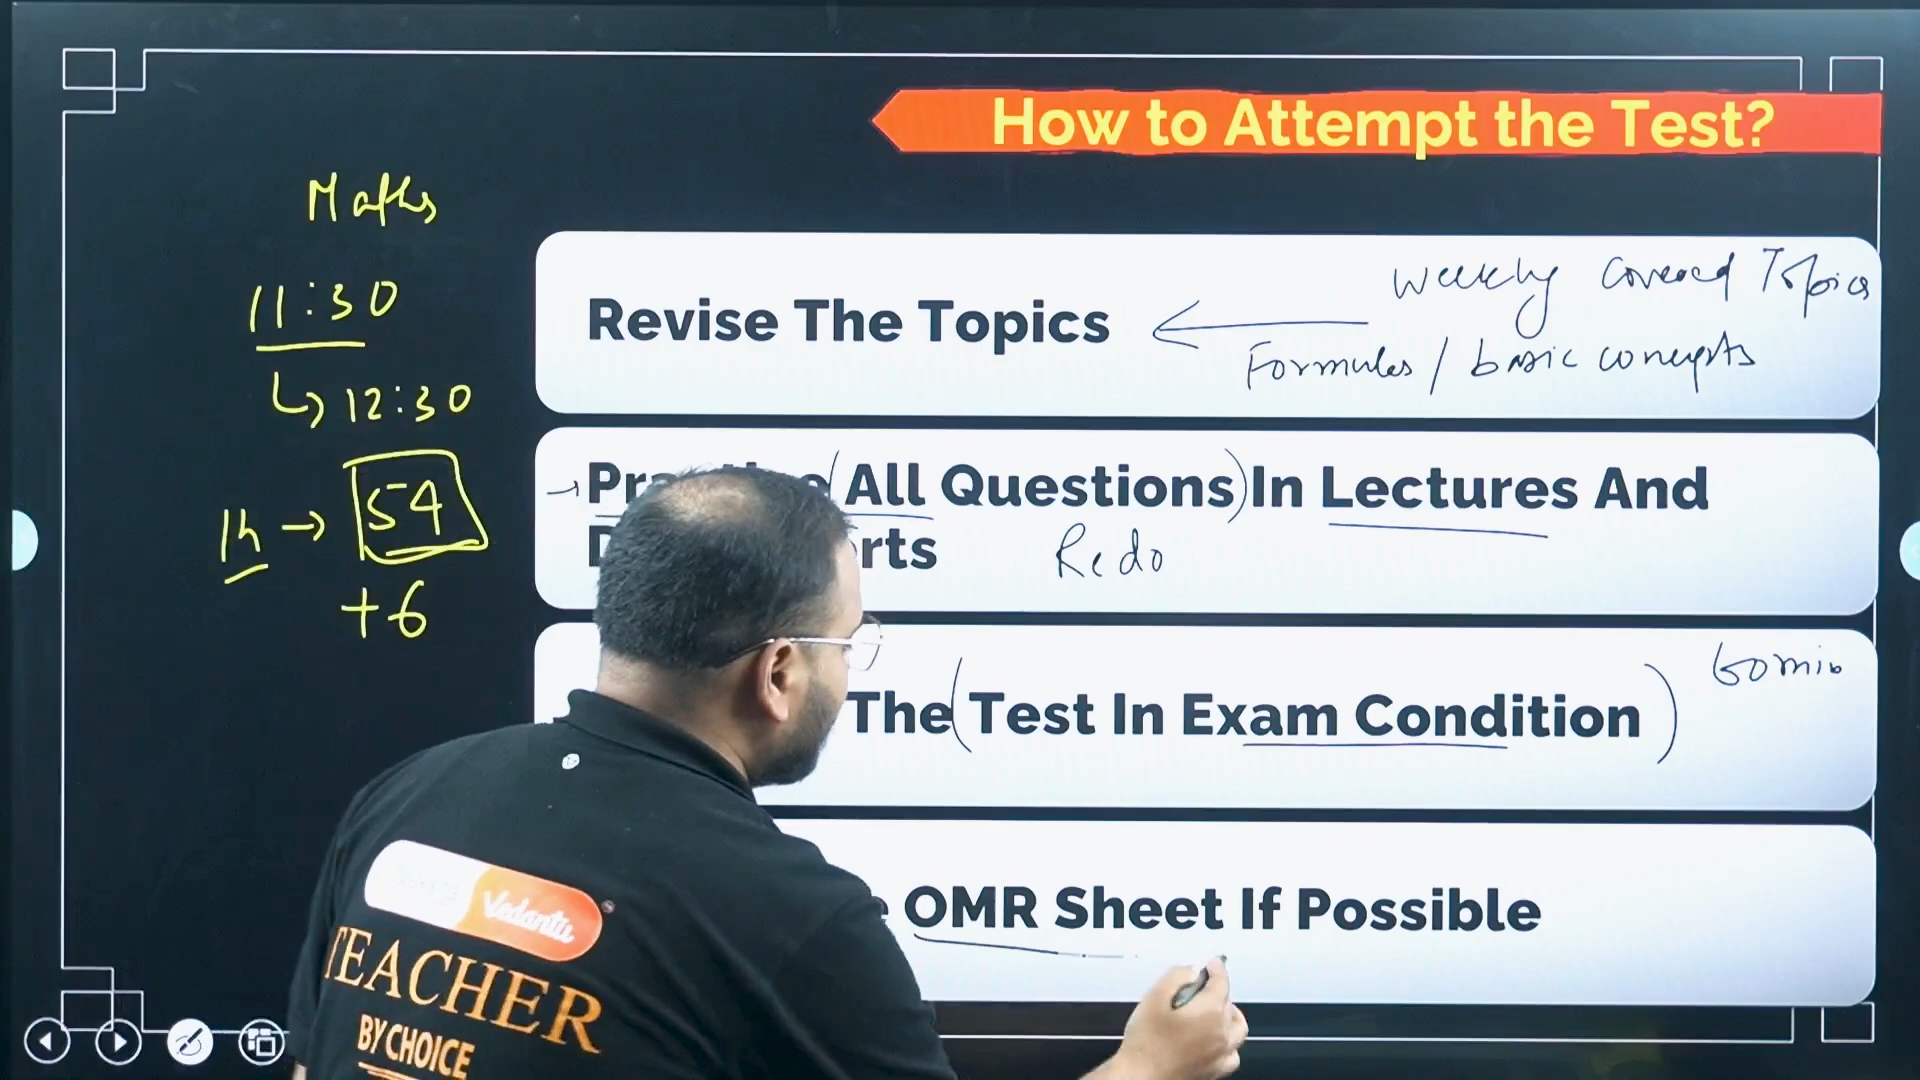 How to Attempt the Test?
Maths
11:30
↳ 12:30
1h → 54
+6
Weekly Covered Topics
Revise The Topics ←
Formules / basic concepts
→ (All Questions) In Lectures And
Redo
The (Test In Exam Condition) 60 min
OMR Sheet If Possible
Vedantu
TEACHER
BY CHOICE